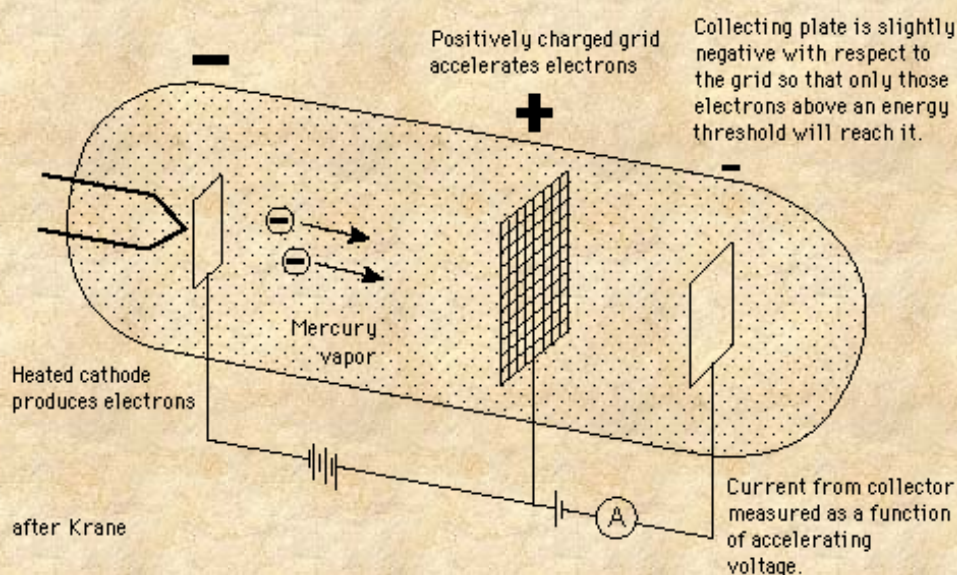 Positively charged grid
accelerates electrons
Collecting plate is slightly
negative with respect to
the grid so that only those
electrons above an energy
threshold will reach it.
Mercury
vapor
Heated cathode
produces electrons
A
Current from collector
measured as a function
of accelerating
voltage.
after Krane